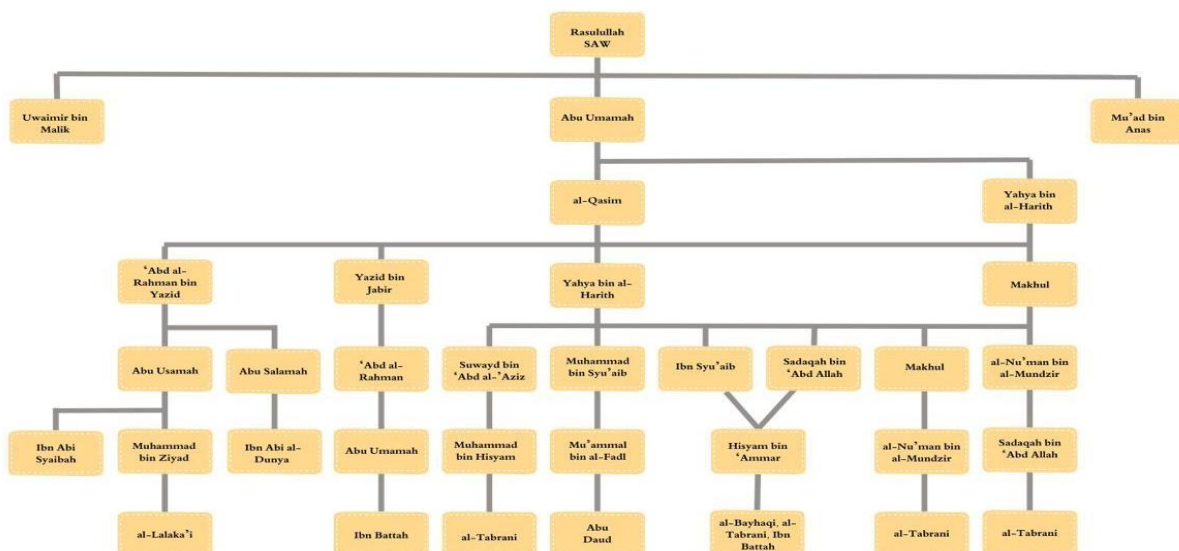 Rasulullah
SAW
Uwaimir bin
Malik
Abu Umamah
Mu'ad bin
Anas
al-Qasim
Yahya bin
al-Harith
'Abd al-
Rahman bin
Yazid
Yazid bin
Jabir
Yahya bin al-
Harith
Makhul
Abu Usamah
Abu Salamah
'Abd al-
Rahman
Suwayd bin
'Abd al-'Aziz
Muhammad
bin Syu'aib
Ibn Syu'aib
Sadaqah bin
'Abd Allah
Makhul
al-Nu'man bin
al-Mundzir
Ibn Abi
Syaibah
Muhammad
bin Ziyad
Ibn Abi al-
Dunya
Abu Umamah
Muhammad
bin Hisyam
Mu'ammal
bin al-Fadl
Hisyam bin
'Ammar
al-Nu'man bin
al-Mundzir
Sadaqah bin
'Abd Allah
al-Lalaka'i
Ibn Battah
al-Tabrani
Abu
Daud
al-Bayhaqi, al-
Tabrani, Ibn
Battah
al-Tabrani
al-Tabrani